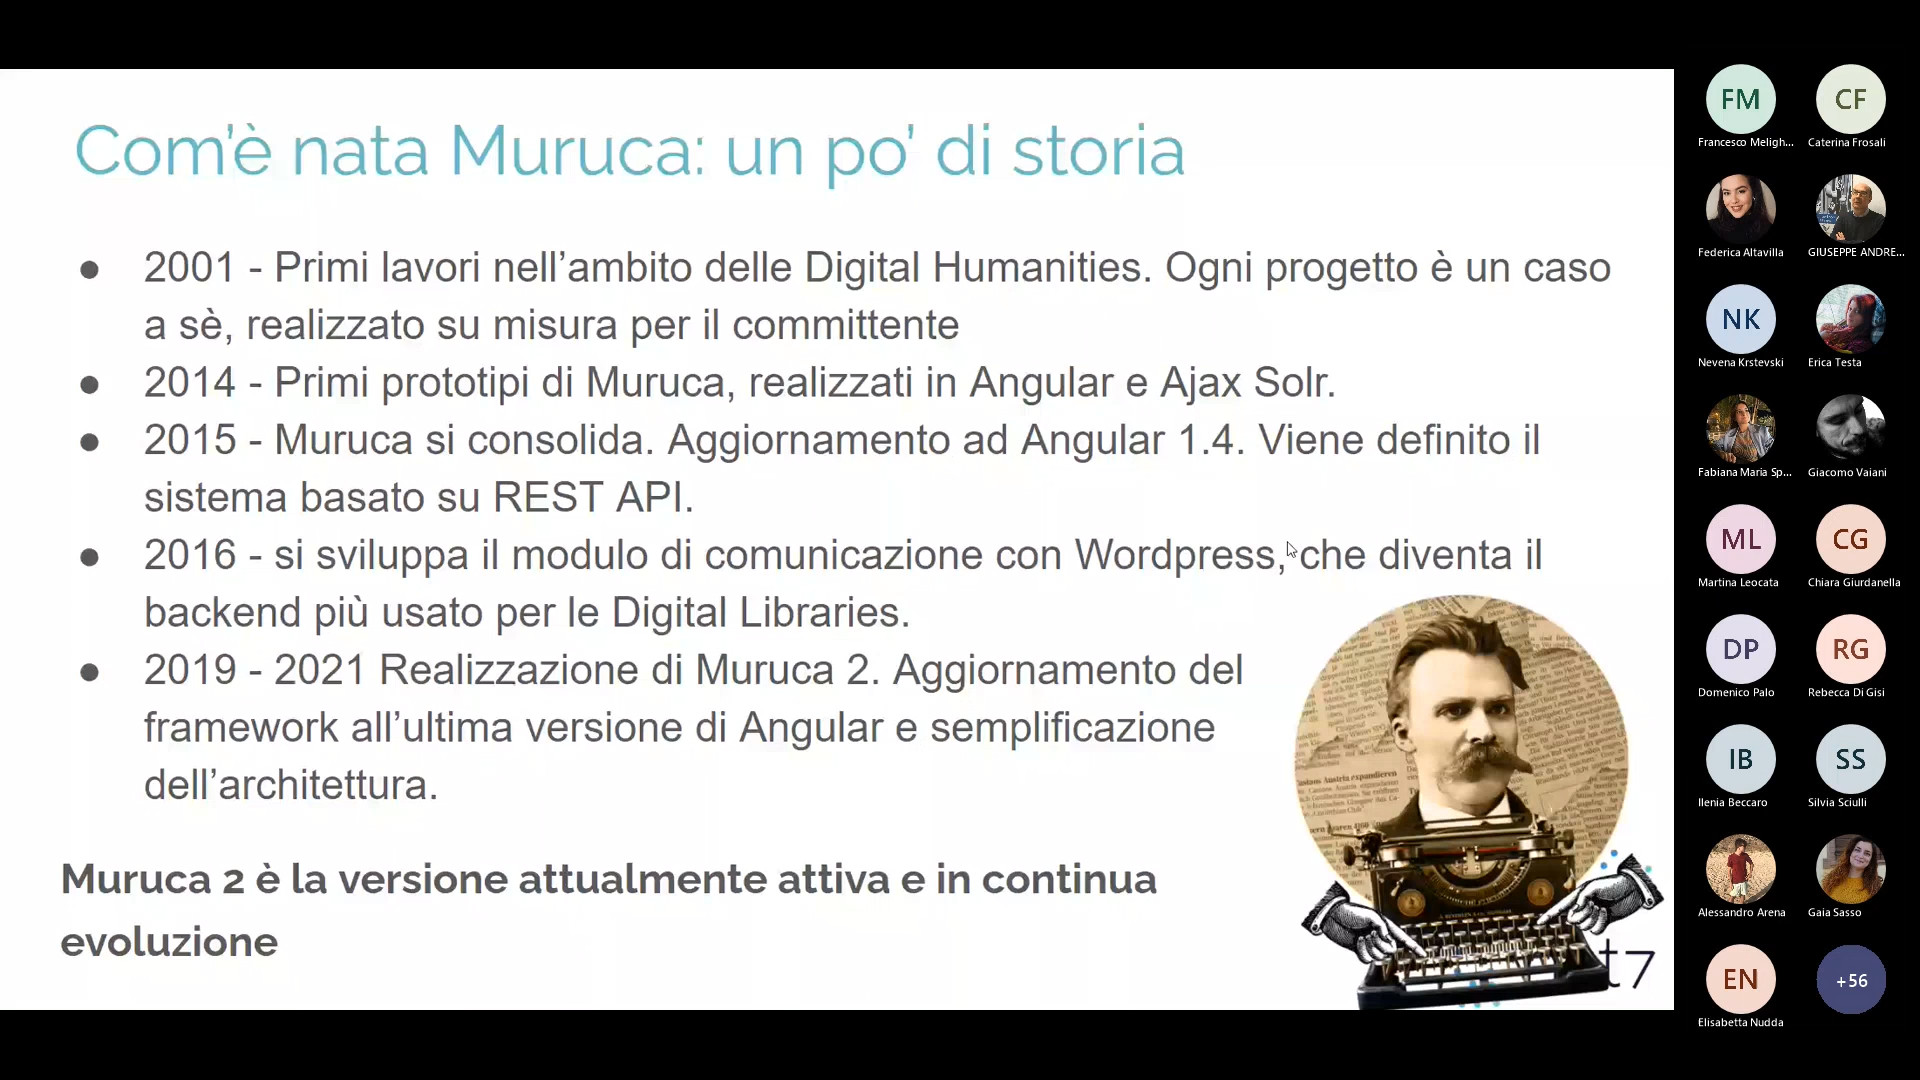 Com'è nata Muruca: un po' di storia
● 2001 - Primi lavori nell'ambito delle Digital Humanities. Ogni progetto è un caso
a sè, realizzato su misura per il committente
● 2014 - Primi prototipi di Muruca, realizzati in Angular e Ajax Solr.
● 2015 - Muruca si consolida. Aggiornamento ad Angular 1.4. Viene definito il
sistema basato su REST API.
● 2016 - si sviluppa il modulo di comunicazione con Wordpress, che diventa il
backend più usato per le Digital Libraries.
● 2019 - 2021 Realizzazione di Muruca 2. Aggiornamento del
framework all'ultima versione di Angular e semplificazione
dell'architettura.
Muruca 2 è la versione attualmente attiva e in continua
evoluzione
t7
FM CF
Francesco Meligh... Caterina Frosali
Federica Altavilla GIUSEPPE ANDRE...
NK
Nevena Krstevski Erica Testa
Fabiana Maria Sp... Giacomo Vaiani
ML CG
Martina Leocata Chiara Giurdanella
DP RG
Domenico Palo Rebecca Di Gisi
IB SS
Ilenia Beccaro Silvia Sciulli
Alessandro Arena Gaia Sasso
EN +56
Elisabetta Nudda